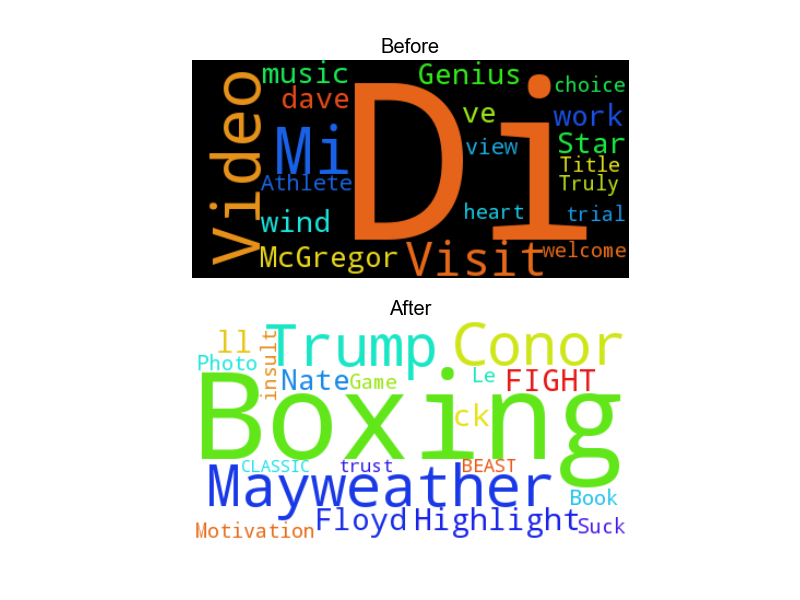 Before
music
Genius
choice
dave
Di
ve
work
Video
Mi
view
Star
Title
Athlete
Truly
wind
heart
trial
McGregor
Visit
welcome
After
ll
insult
Trump
Conor
Photo
Nate
Game
Le
FIGHT
Boxing
ck
CLASSIC
trust
BEAST
Mayweather
Book
Motivation
Floyd
Highlight
Suck